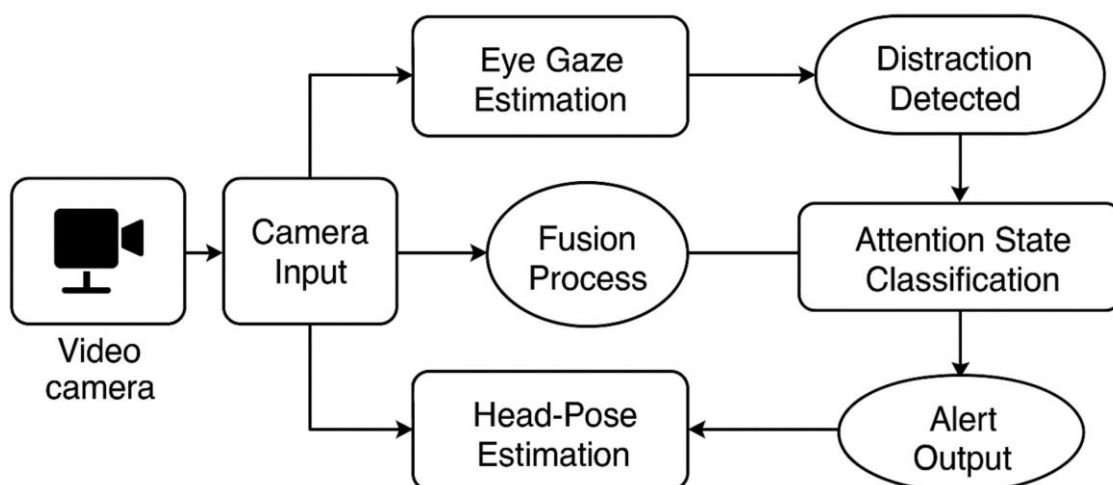 Eye Gaze
Estimation
Distraction
Detected
Video
camera
Camera
Input
Fusion
Process
Attention State
Classification
Head-Pose
Estimation
Alert
Output